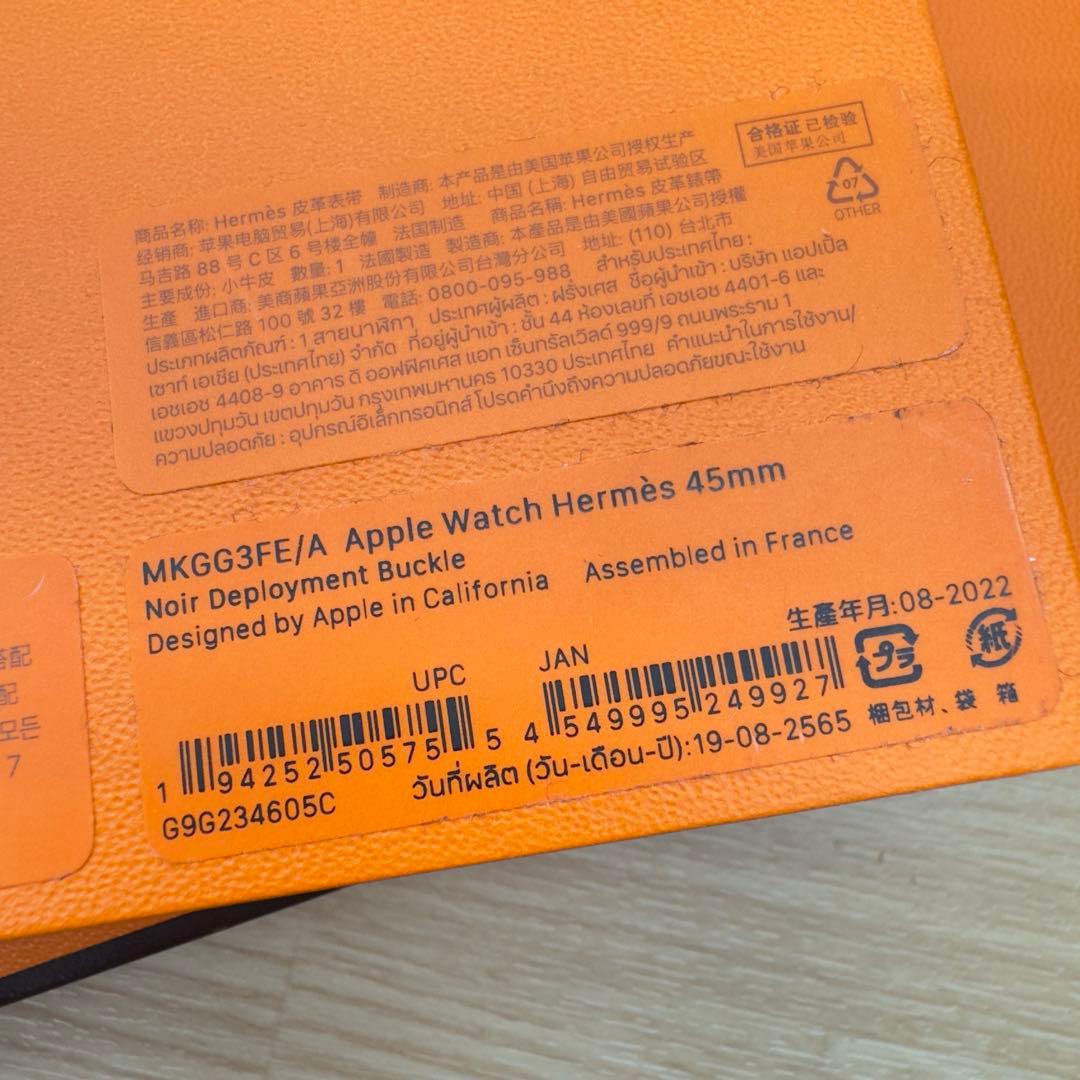 合格证 已检验
美国苹果公司
07
OTHER
商品名称: Hermès 皮革表带 制造商: 本产品是由美国苹果公司授权生产
经销商: 苹果电脑贸易(上海)有限公司 地址: 中国 (上海) 自由贸易试验区
马吉路 88 号 C 区 6 号楼全幢 法国制造 商品名稱: Hermès 皮革錶帶
主要成份: 小牛皮 數量: 1 法國製造 製造商: 本產品是由美國蘋果公司授權
生產 進口商: 美商蘋果亞洲股份有限公司台灣分公司 地址: (110) 台北市
信義區松仁路 100 號 32 樓 電話: 0800-095-988 สำหรับประเทศไทย :
ประเภทผลิตภัณฑ์ : 1 สายนาฬิกา ประเทศผู้ผลิต : ฝรั่งเศส ชื่อผู้นำเข้า : บริษัท แอปเปิ้ล
เซาท์ เอเชีย (ประเทศไทย) จำกัด ที่อยู่ผู้นำเข้า : ชั้น 44 ห้องเลขที่ เอชเอช 4401-6 และ
เอชเอช 4408-9 อาคาร ดิ ออฟฟิศเศส แอท เซ็นทรัลเวิลด์ 999/9 ถนนพระราม 1
แขวงปทุมวัน เขตปทุมวัน กรุงเทพมหานคร 10330 ประเทศไทย คำแนะนำในการใช้งาน/
ความปลอดภัย : อุปกรณ์อิเล็กทรอนิกส์ โปรดคำนึงถึงความปลอดภัยขณะใช้งาน
MKGG3FE/A Apple Watch Hermès 45mm
Noir Deployment Buckle
Designed by Apple in California Assembled in France
生產年月:08-2022
UPC
JAN
1 94252 50575 5
4 549995 249927
プラ
紙
梱包材、袋 箱
G9G234605C
วันที่ผลิต (วัน-เดือน-ปี):19-08-2565
配
모든
7